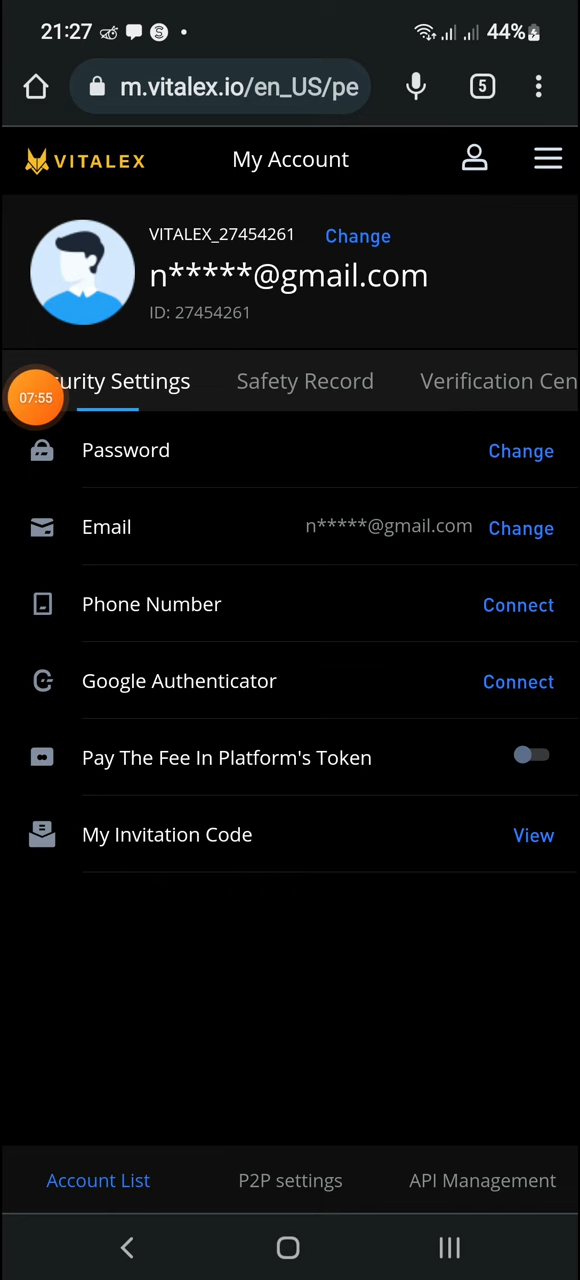 21:27 44%
m.vitalex.io/en_US/pe 5
VITALEX My Account
VITALEX_27454261 Change
n*****@gmail.com
ID: 27454261
curity Settings Safety Record Verification Cen
07:55
Password Change
Email n*****@gmail.com Change
Phone Number Connect
Google Authenticator Connect
Pay The Fee In Platform's Token
My Invitation Code View
Account List P2P settings API Management